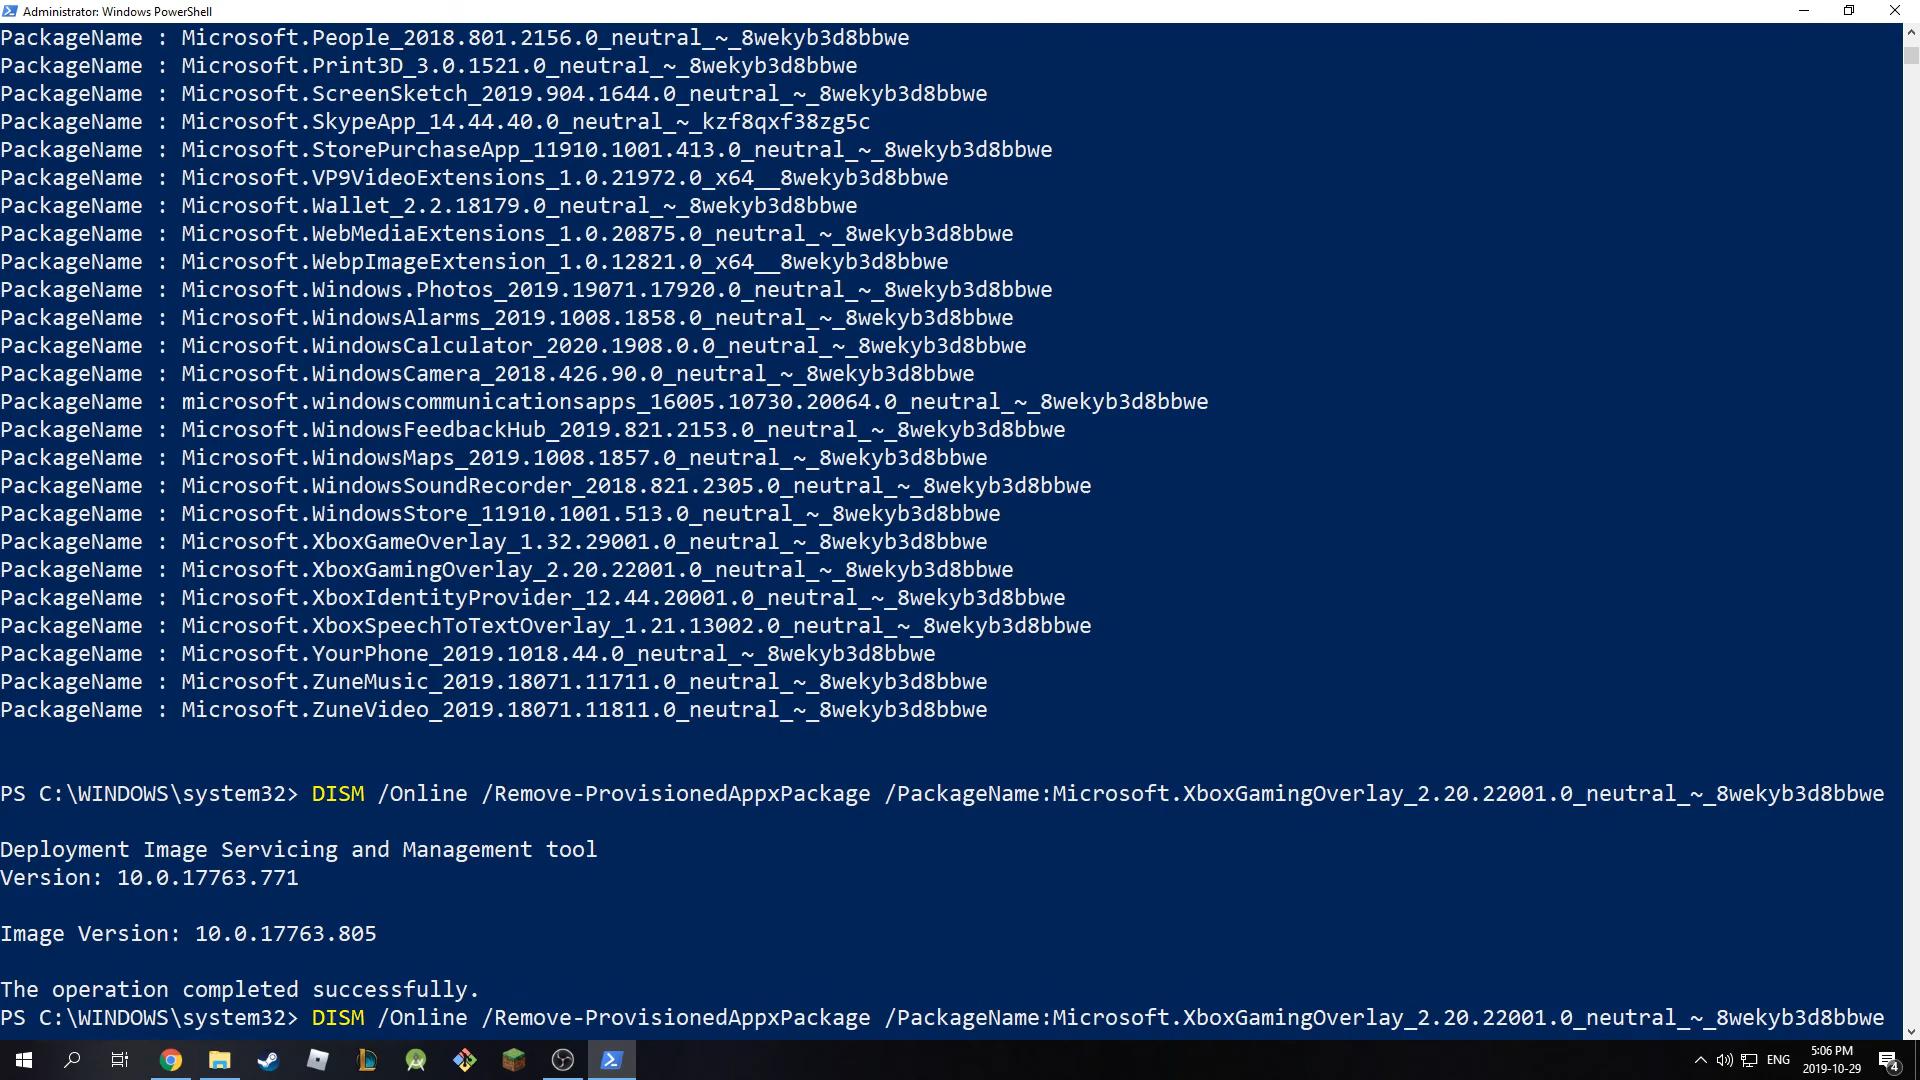 Administrator: Windows PowerShell
PackageName : Microsoft.People_2018.801.2156.0_neutral_~_8wekyb3d8bbwe
PackageName : Microsoft.Print3D_3.0.1521.0_neutral_~_8wekyb3d8bbwe
PackageName : Microsoft.ScreenSketch_2019.904.1644.0_neutral_~_8wekyb3d8bbwe
PackageName : Microsoft.SkypeApp_14.44.40.0_neutral_~_kzf8qxf38zg5c
PackageName : Microsoft.StorePurchaseApp_11910.1001.413.0_neutral_~_8wekyb3d8bbwe
PackageName : Microsoft.VP9VideoExtensions_1.0.21972.0_x64__8wekyb3d8bbwe
PackageName : Microsoft.Wallet_2.2.18179.0_neutral_~_8wekyb3d8bbwe
PackageName : Microsoft.WebMediaExtensions_1.0.20875.0_neutral_~_8wekyb3d8bbwe
PackageName : Microsoft.WebpImageExtension_1.0.12821.0_x64__8wekyb3d8bbwe
PackageName : Microsoft.Windows.Photos_2019.19071.17920.0_neutral_~_8wekyb3d8bbwe
PackageName : Microsoft.WindowsAlarms_2019.1008.1858.0_neutral_~_8wekyb3d8bbwe
PackageName : Microsoft.WindowsCalculator_2020.1908.0.0_neutral_~_8wekyb3d8bbwe
PackageName : Microsoft.WindowsCamera_2018.426.90.0_neutral_~_8wekyb3d8bbwe
PackageName : microsoft.windowscommunicationsapps_16005.10730.20064.0_neutral_~_8wekyb3d8bbwe
PackageName : Microsoft.WindowsFeedbackHub_2019.821.2153.0_neutral_~_8wekyb3d8bbwe
PackageName : Microsoft.WindowsMaps_2019.1008.1857.0_neutral_~_8wekyb3d8bbwe
PackageName : Microsoft.WindowsSoundRecorder_2018.821.2305.0_neutral_~_8wekyb3d8bbwe
PackageName : Microsoft.WindowsStore_11910.1001.513.0_neutral_~_8wekyb3d8bbwe
PackageName : Microsoft.XboxGameOverlay_1.32.29001.0_neutral_~_8wekyb3d8bbwe
PackageName : Microsoft.XboxGamingOverlay_2.20.22001.0_neutral_~_8wekyb3d8bbwe
PackageName : Microsoft.XboxIdentityProvider_12.44.20001.0_neutral_~_8wekyb3d8bbwe
PackageName : Microsoft.XboxSpeechToTextOverlay_1.21.13002.0_neutral_~_8wekyb3d8bbwe
PackageName : Microsoft.YourPhone_2019.1018.44.0_neutral_~_8wekyb3d8bbwe
PackageName : Microsoft.ZuneMusic_2019.18071.11711.0_neutral_~_8wekyb3d8bbwe
PackageName : Microsoft.ZuneVideo_2019.18071.11811.0_neutral_~_8wekyb3d8bbwe
PS C:\WINDOWS\system32> DISM /Online /Remove-ProvisionedAppxPackage /PackageName:Microsoft.XboxGamingOverlay_2.20.22001.0_neutral_~_8wekyb3d8bbwe
Deployment Image Servicing and Management tool
Version: 10.0.17763.771
Image Version: 10.0.17763.805
The operation completed successfully.
PS C:\WINDOWS\system32> DISM /Online /Remove-ProvisionedAppxPackage /PackageName:Microsoft.XboxGamingOverlay_2.20.22001.0_neutral_~_8wekyb3d8bbwe
ENG
5:06 PM
2019-10-29
4